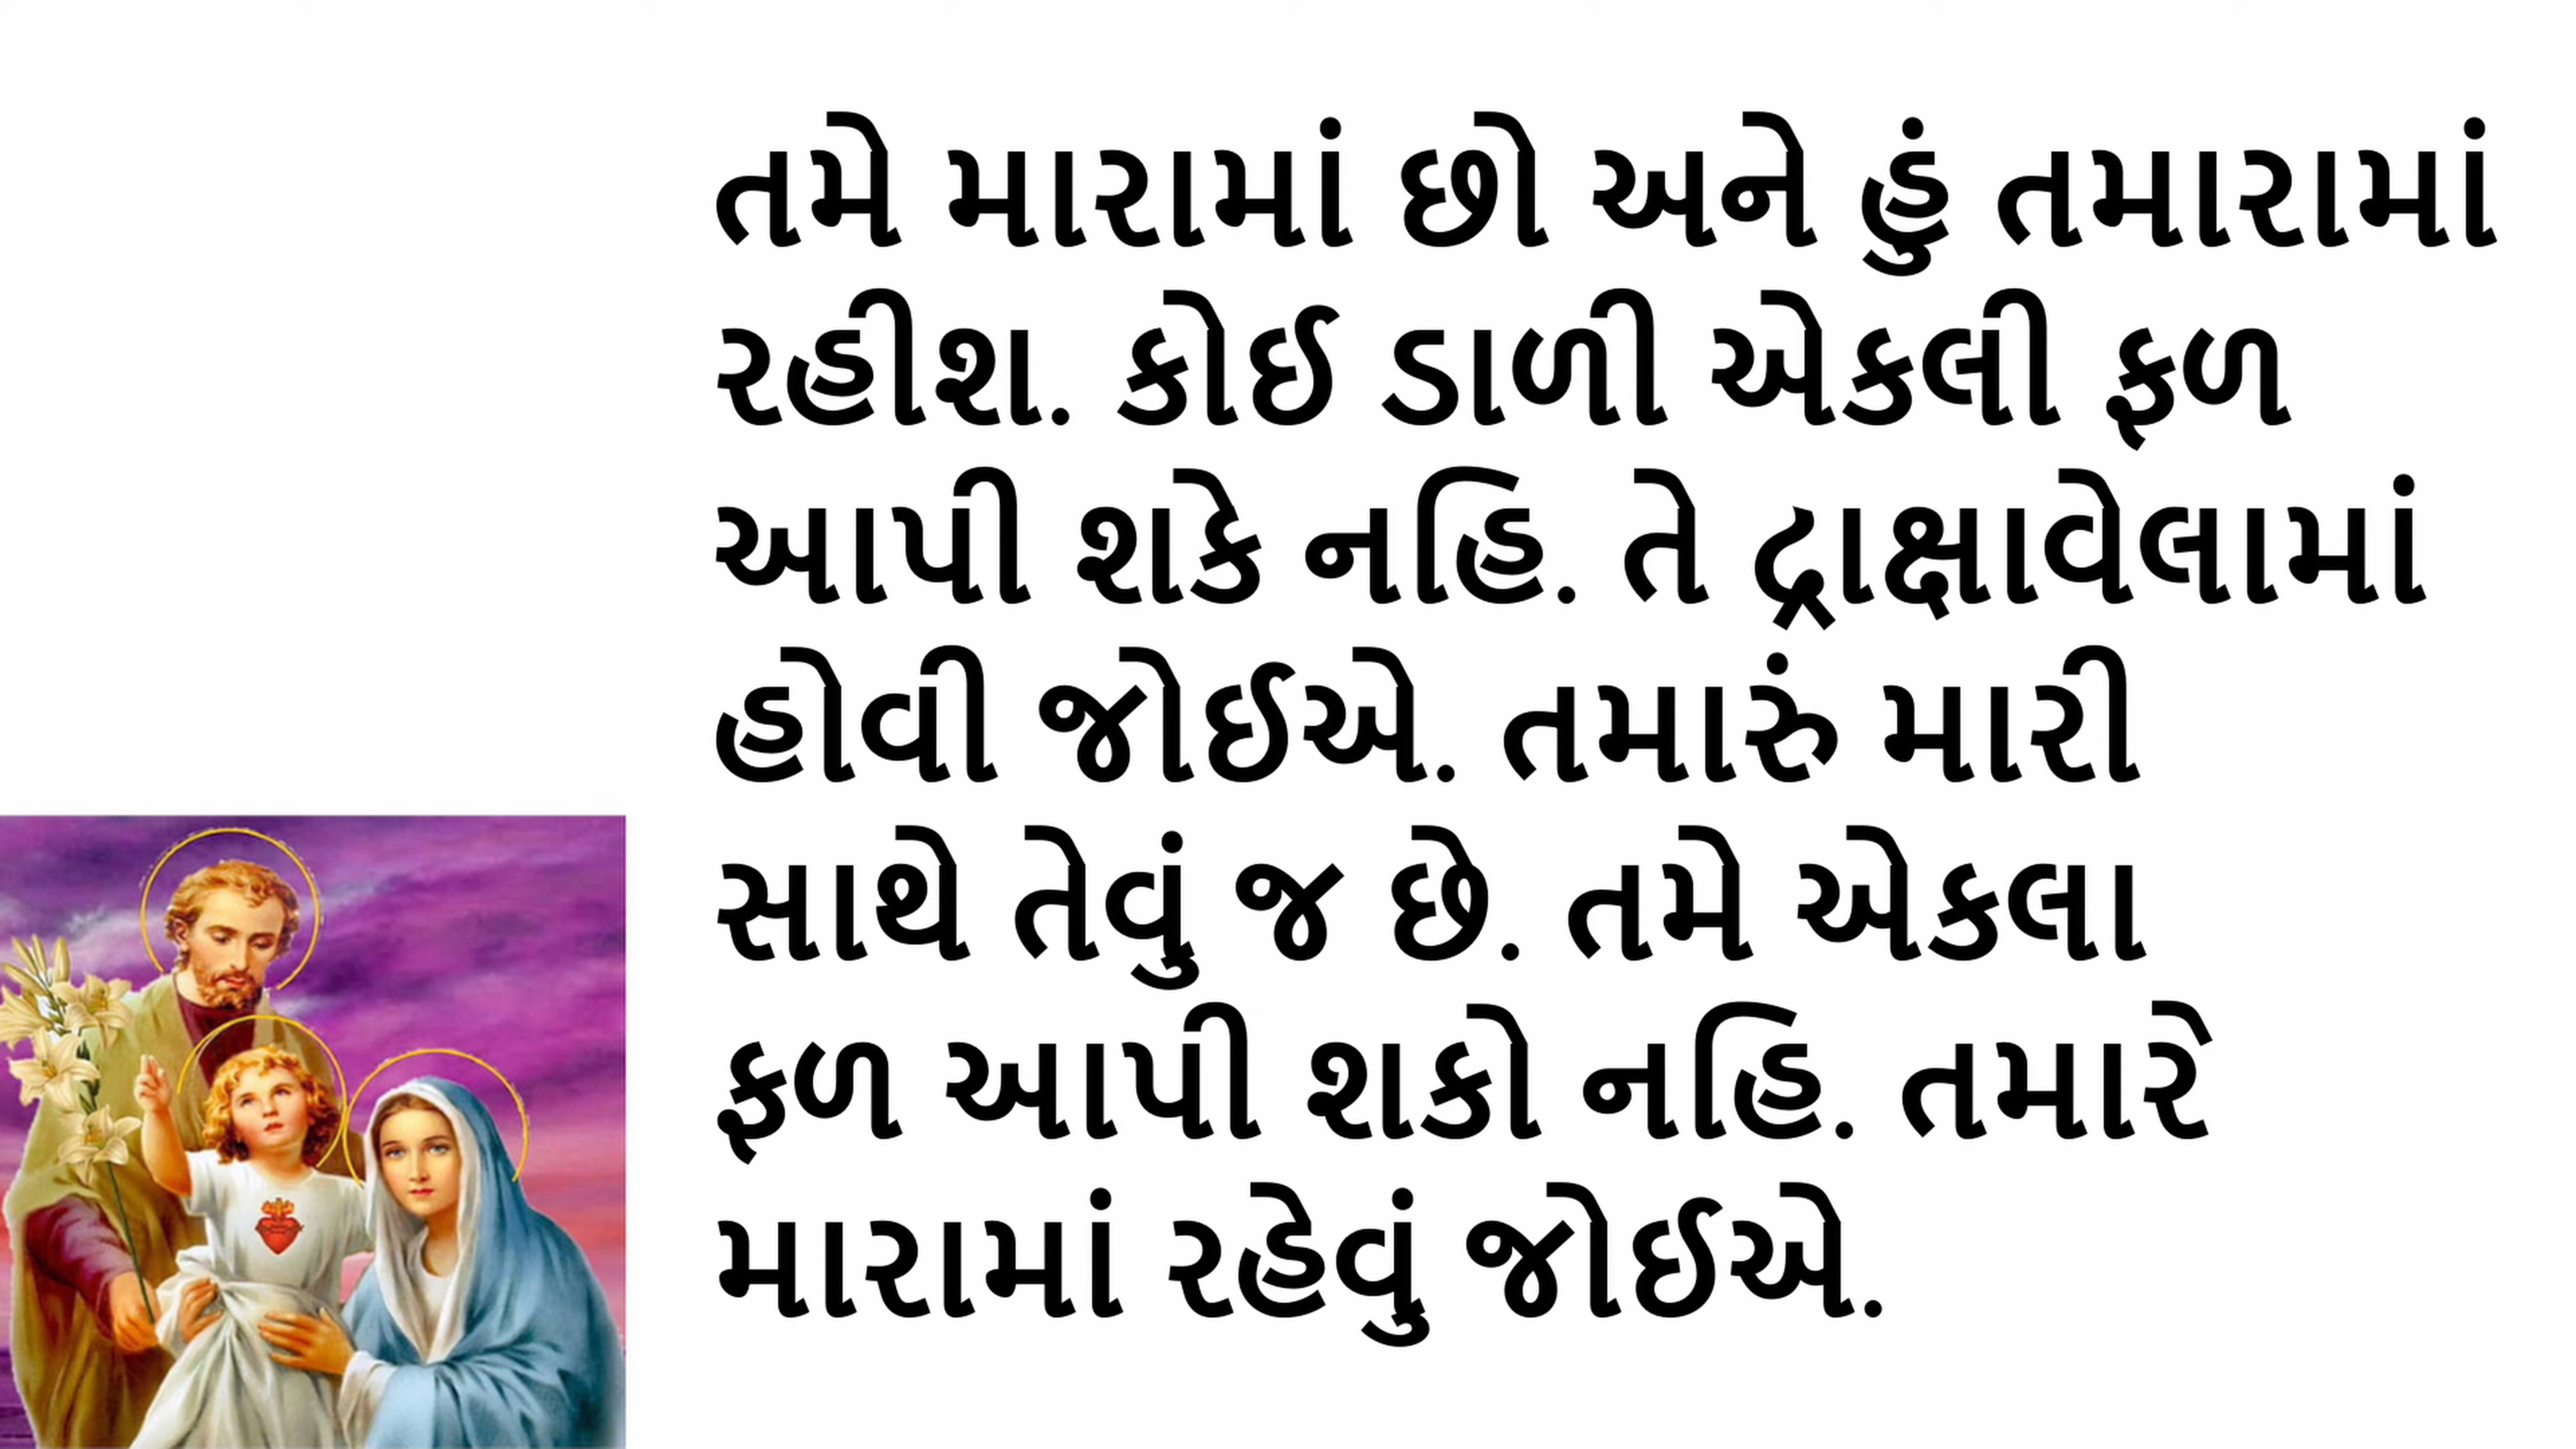 તમે મારામાં છો અને હું તમારામાં
રહીશ. કોઈ ડાળી એકલી ફળ
આપી શકે નહિ. તે દ્રાક્ષાવેલામાં
હોવી જોઈએ. તમારું મારી
સાથે તેવું જ છે. તમે એકલા
ફળ આપી શકો નહિ. તમારે
મારામાં રહેવું જોઈએ.